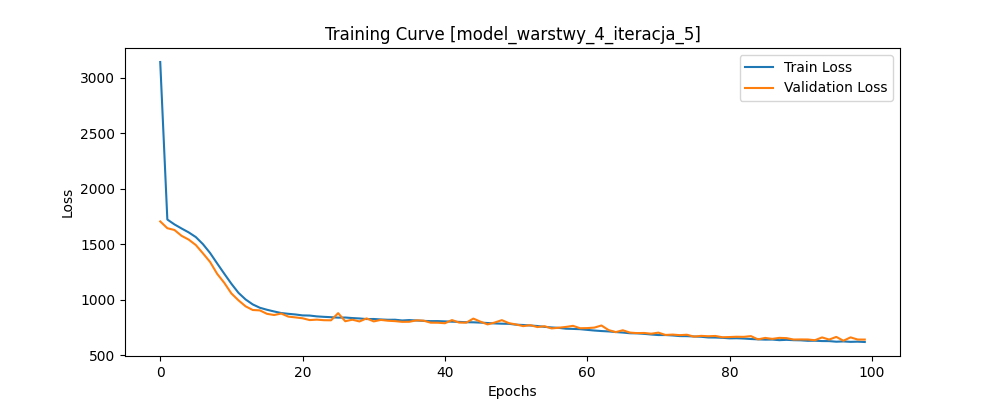 Training Curve [model_warstwy_4_iteracja_5]
Train Loss
Validation Loss
3000
2500
2000
1500
1000
500
Loss
0
20
40
60
80
100
Epochs